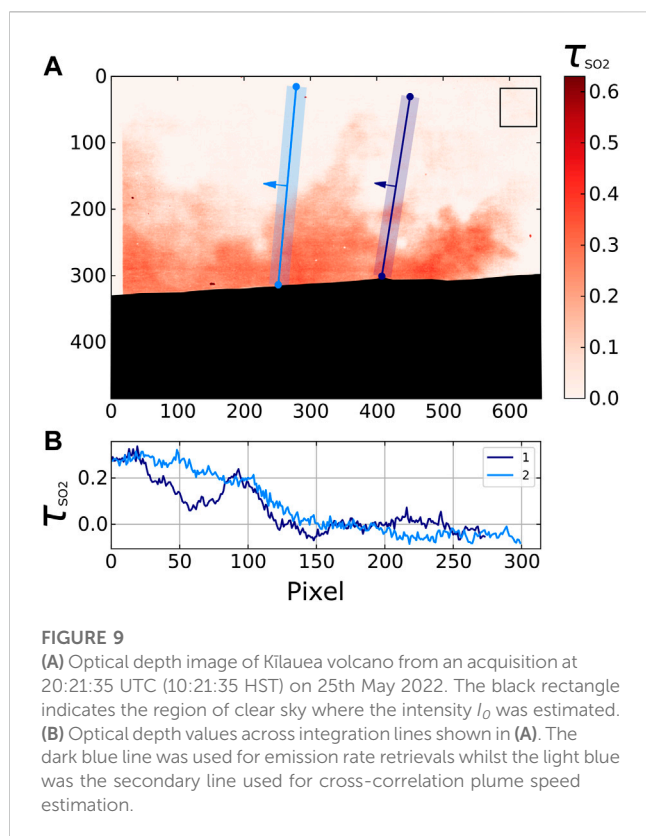 A
τSO2
0
100
200
300
400
0 100 200 300 400 500 600
0.6
0.5
0.4
0.3
0.2
0.1
0.0
B
τSO2
0.2
0.0
1
2
0 50 100 150 200 250 300
Pixel
FIGURE 9
(A) Optical depth image of Kīlauea volcano from an acquisition at
20:21:35 UTC (10:21:35 HST) on 25th May 2022. The black rectangle
indicates the region of clear sky where the intensity I0 was estimated.
(B) Optical depth values across integration lines shown in (A). The
dark blue line was used for emission rate retrievals whilst the light blue
was the secondary line used for cross-correlation plume speed
estimation.